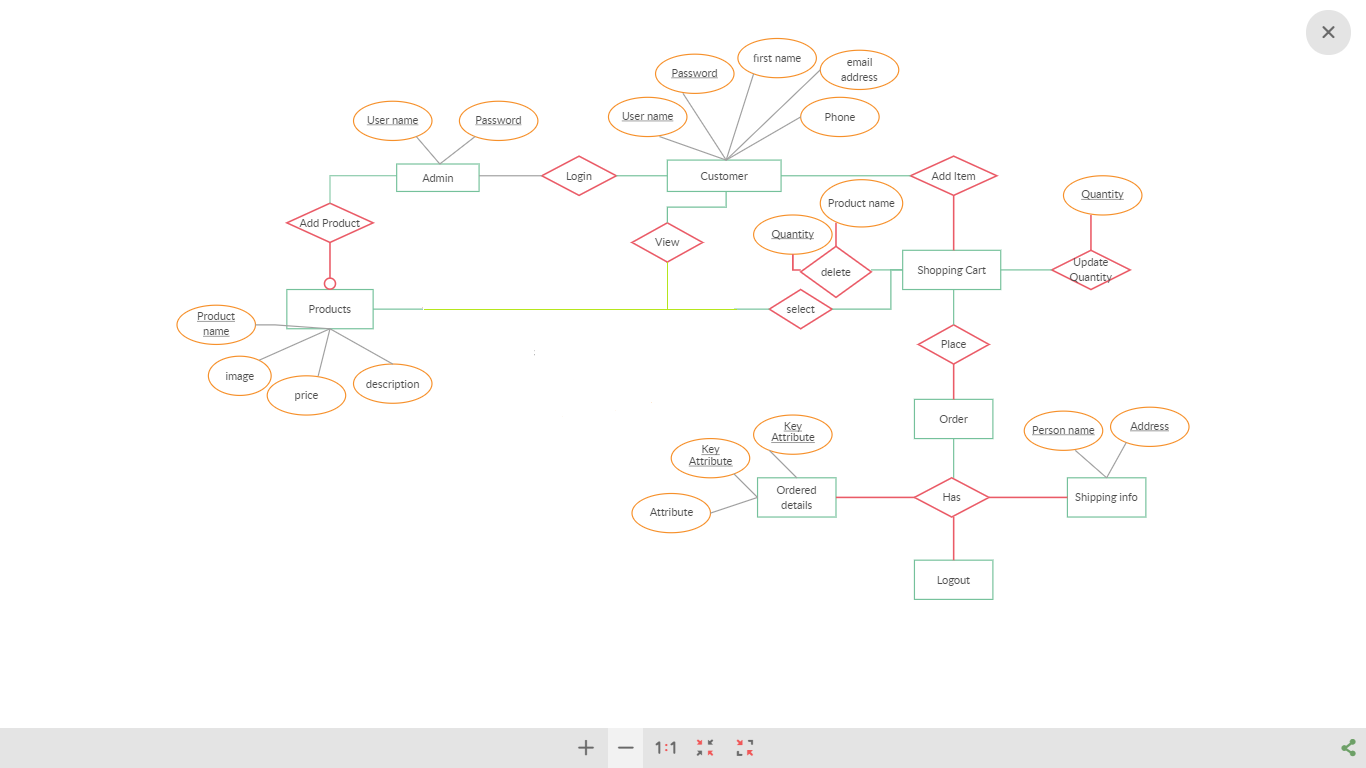 first name
email
address
Password
User name
Phone
User name
Password
Admin
Login
Customer
Add Item
Product name
Quantity
Quantity
Add Product
View
delete
Shopping Cart
Update
Quantity
Products
select
Product
name
image
price
description
Place
Order
Key
Attribute
Key
Attribute
Attribute
Ordered
details
Has
Person name
Address
Shipping info
Logout
1:1